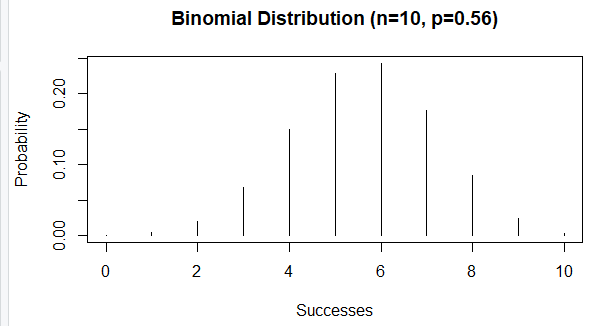 Binomial Distribution (n=10, p=0.56)
Probability
0.20
0.10
0.00
0 2 4 6 8 10
Successes